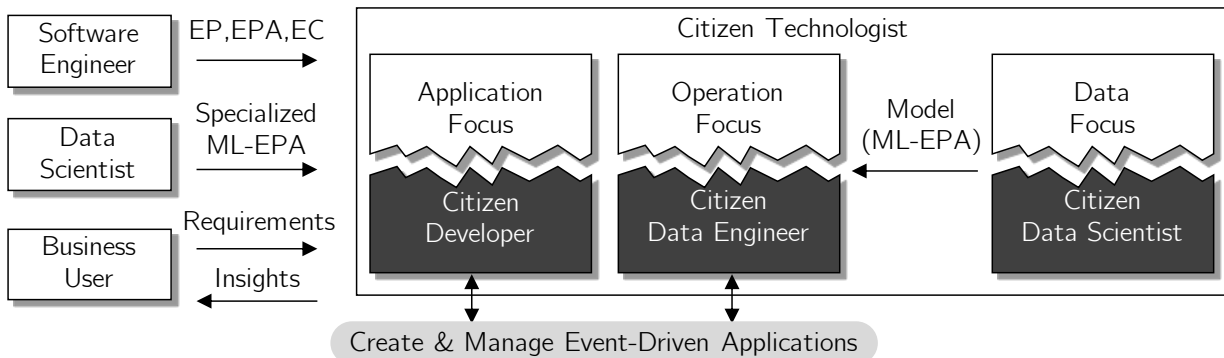 Software
Engineer
EP,EPA,EC
Data
Scientist
Specialized
ML-EPA
Business
User
Requirements
Insights
Citizen Technologist
Application
Focus
Citizen
Developer
Operation
Focus
Citizen
Data Engineer
Model
(ML-EPA)
Data
Focus
Citizen
Data Scientist
Create & Manage Event-Driven Applications